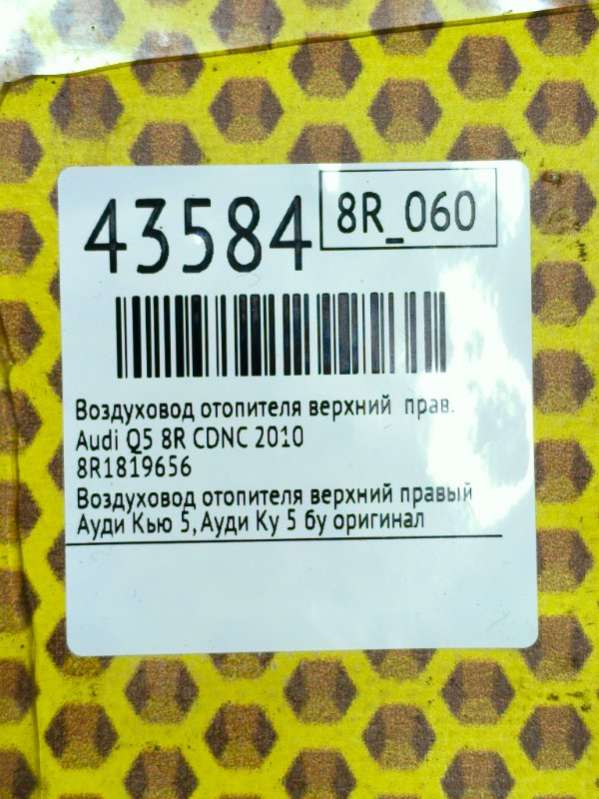 43584
8R_060
Воздуховод отопителя верхний прав.
Audi Q5 8R CDNC 2010
8R1819656
Воздуховод отопителя верхний правый
Ауди Кью 5, Ауди Ку 5 бу оригинал